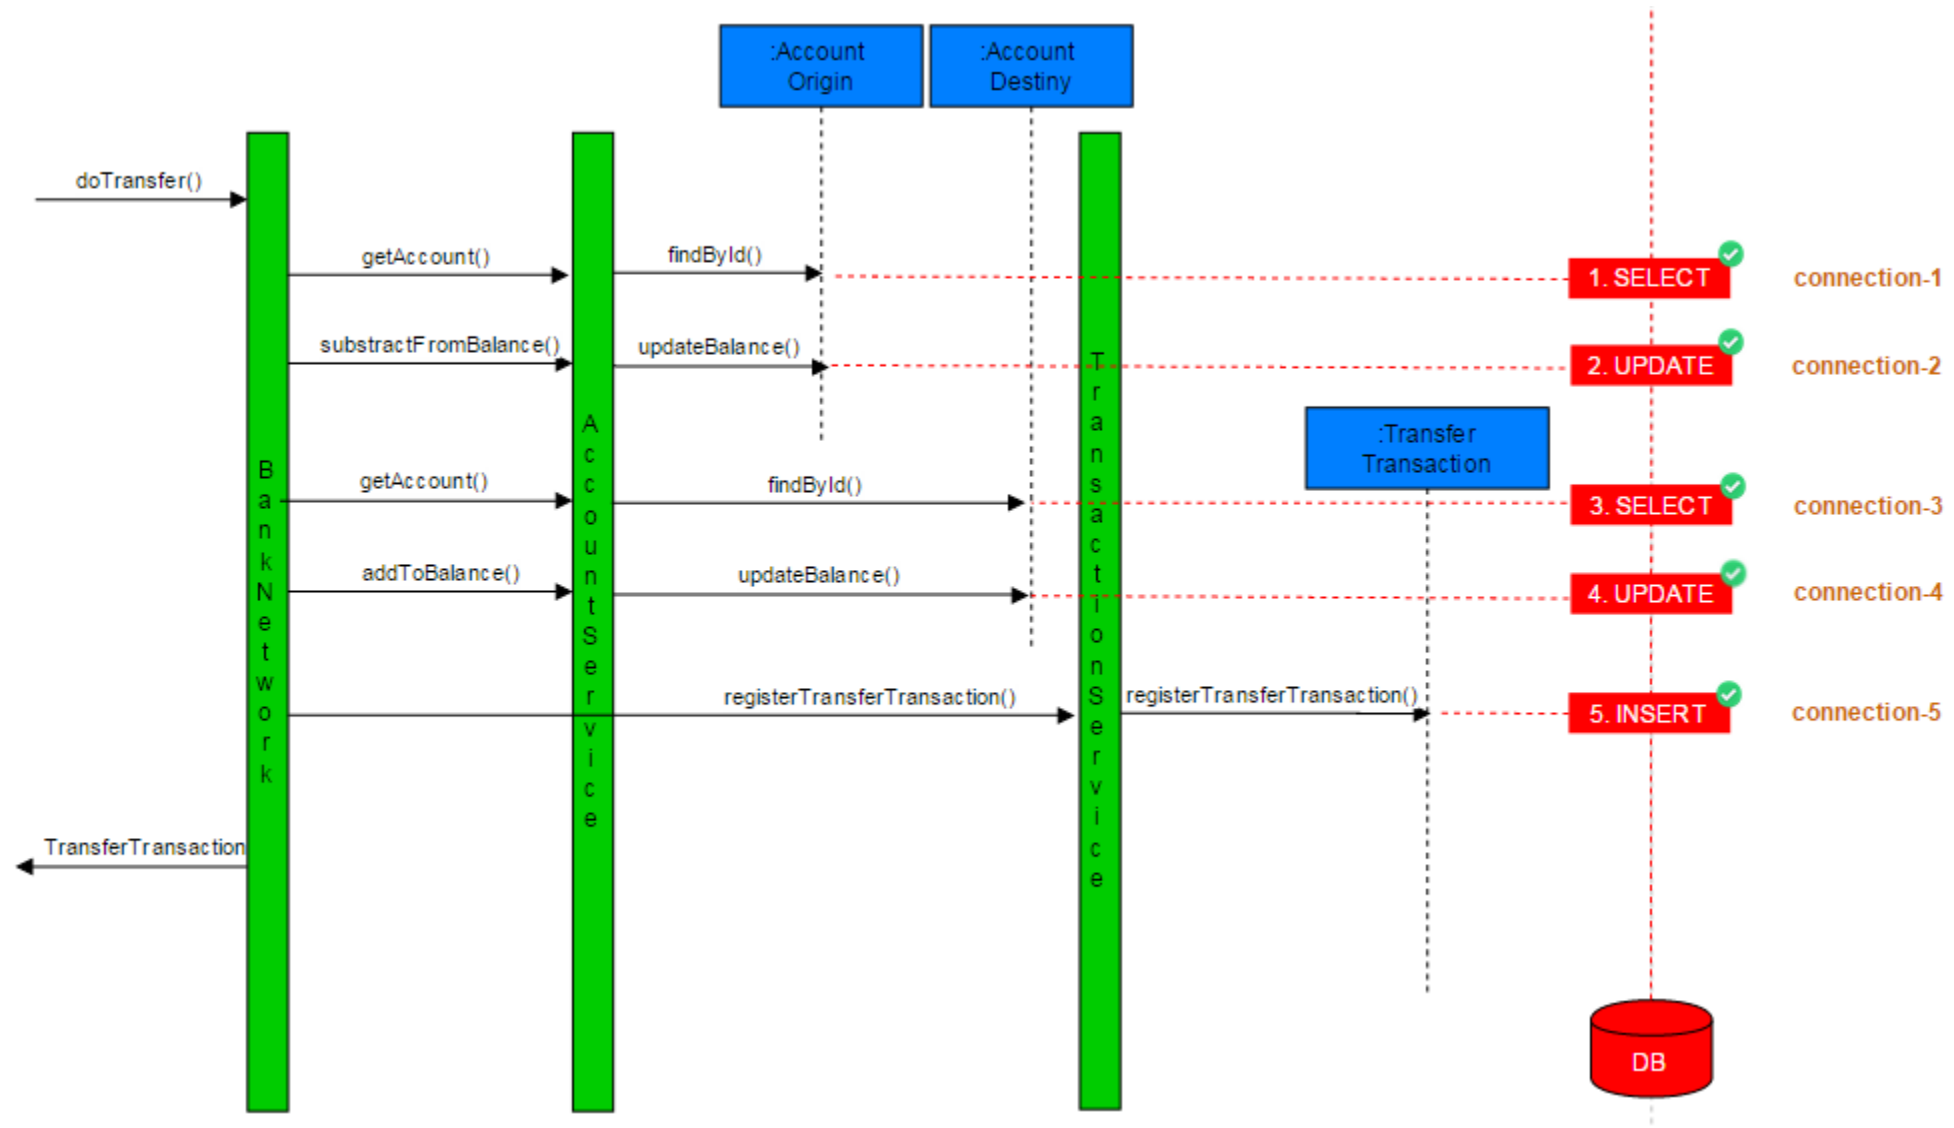 :Account
Origin
:Account
Destiny
doTransfer()
getAccount()
findById()
1. SELECT
connection-1
substractFromBalance()
updateBalance()
2. UPDATE
connection-2
:Transfer
Transaction
getAccount()
findById()
3. SELECT
connection-3
addToBalance()
updateBalance()
4. UPDATE
connection-4
registerTransferTransaction()
registerTransferTransaction()
5. INSERT
connection-5
BankNetwork
AccountService
TransactionService
TransferTransaction
DB